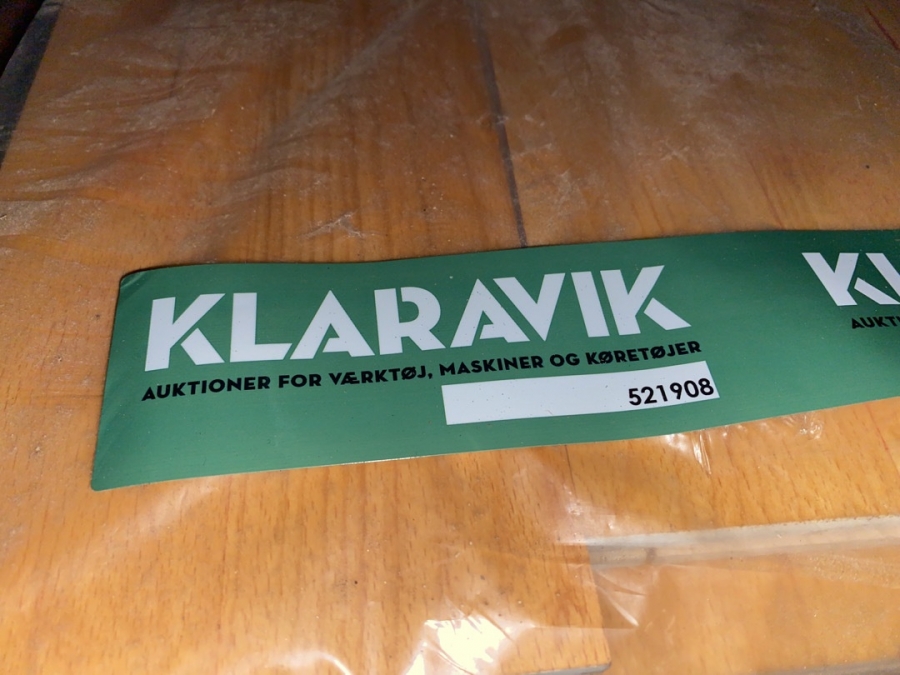 KLARAVIK
AUKTIONER FOR VÆRKTØJ, MASKINER OG KØRETØJER
521908